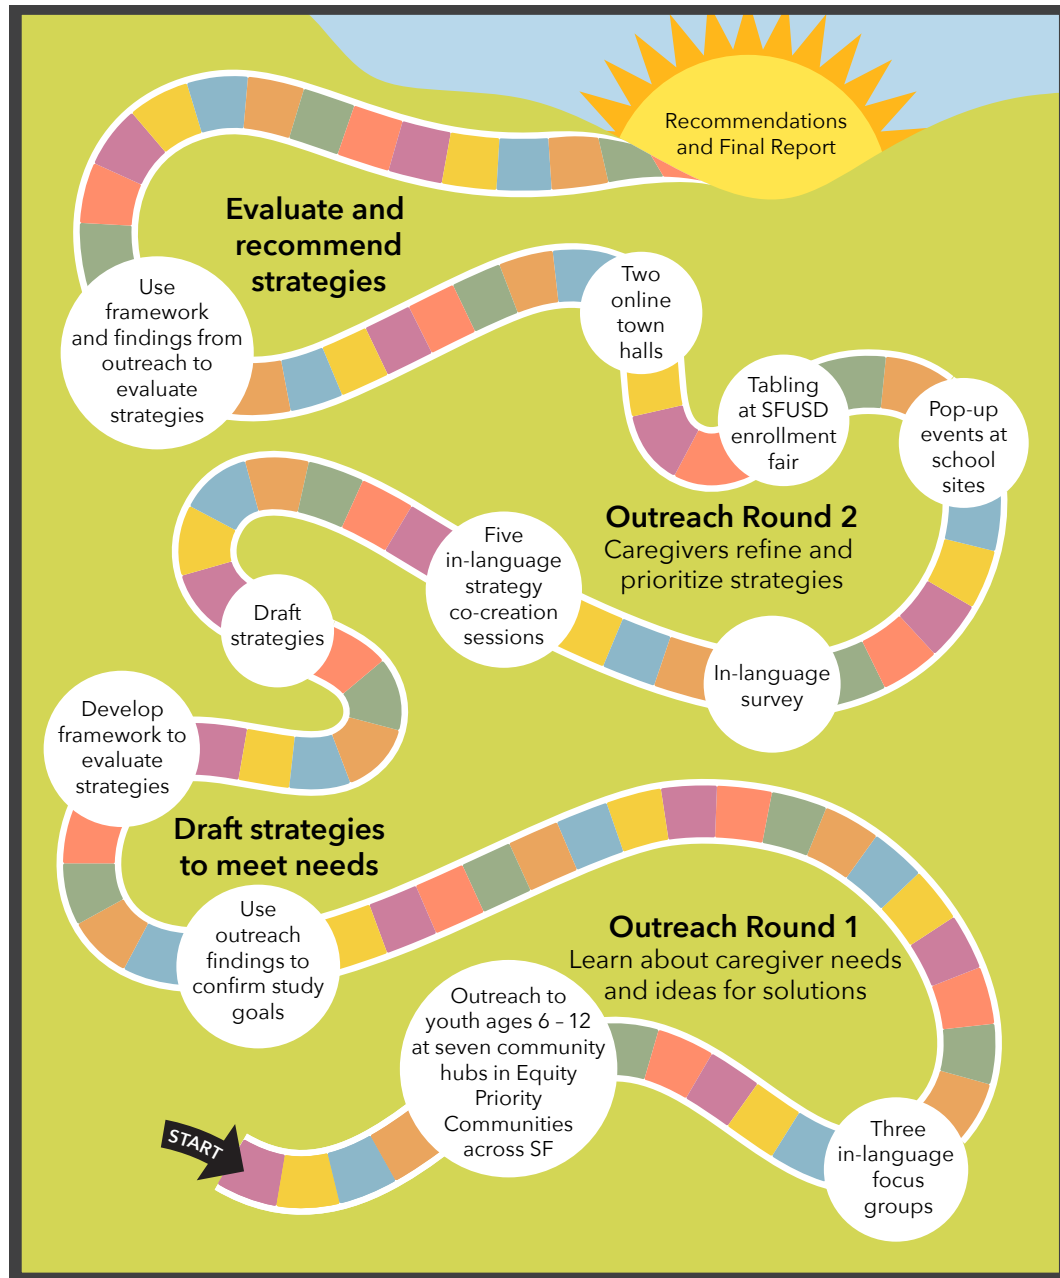 Recommendations
and Final Report
Evaluate and
recommend
strategies
Use
framework
and findings from
outreach to
evaluate
strategies
Two
online
town
halls
Tabling
at SFUSD
enrollment
fair
Pop-up
events at
school
sites
Outreach Round 2
Caregivers refine and
prioritize strategies
Five
in-language
strategy
co-creation
sessions
In-language
survey
Draft
strategies
Develop
framework to
evaluate
strategies
Draft strategies
to meet needs
Use
outreach
findings to
confirm study
goals
Outreach Round 1
Learn about caregiver needs
and ideas for solutions
Outreach to
youth ages 6 – 12
at seven community
hubs in Equity
Priority
Communities
across SF
Three
in-language
focus
groups
START